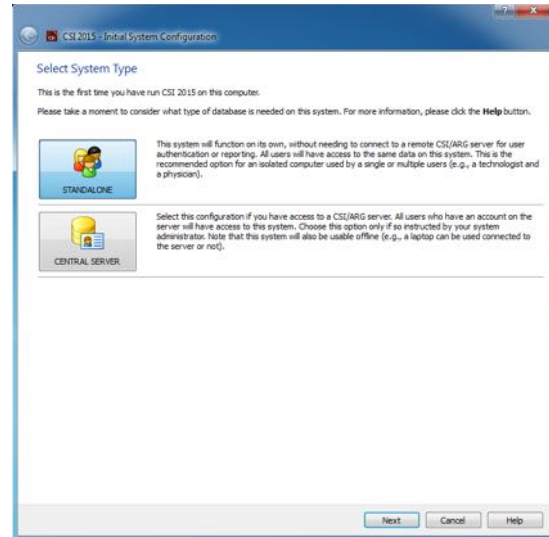 CSI 2015 - Initial System Configuration
Select System Type
This is the first time you have run CSI 2015 on this computer.
Please take a moment to consider what type of database is needed on this system. For more information, please click the Help button.
This system will function on its own, without needing to connect to a remote CSI/ARG server for user
authentication or reporting. All users will have access to the same data on this system. This is the
recommended option for an isolated computer used by a single or multiple users (e.g., a technologist and
a physician).
STANDALONE
Select this configuration if you have access to a CSI/ARG server. All users who have an account on the
server will have access to this system. Choose this option only if so instructed by your system
administrator. Note that this system will also be usable offline (e.g., a laptop can be used connected to
the server or not).
CENTRAL SERVER
Next Cancel Help